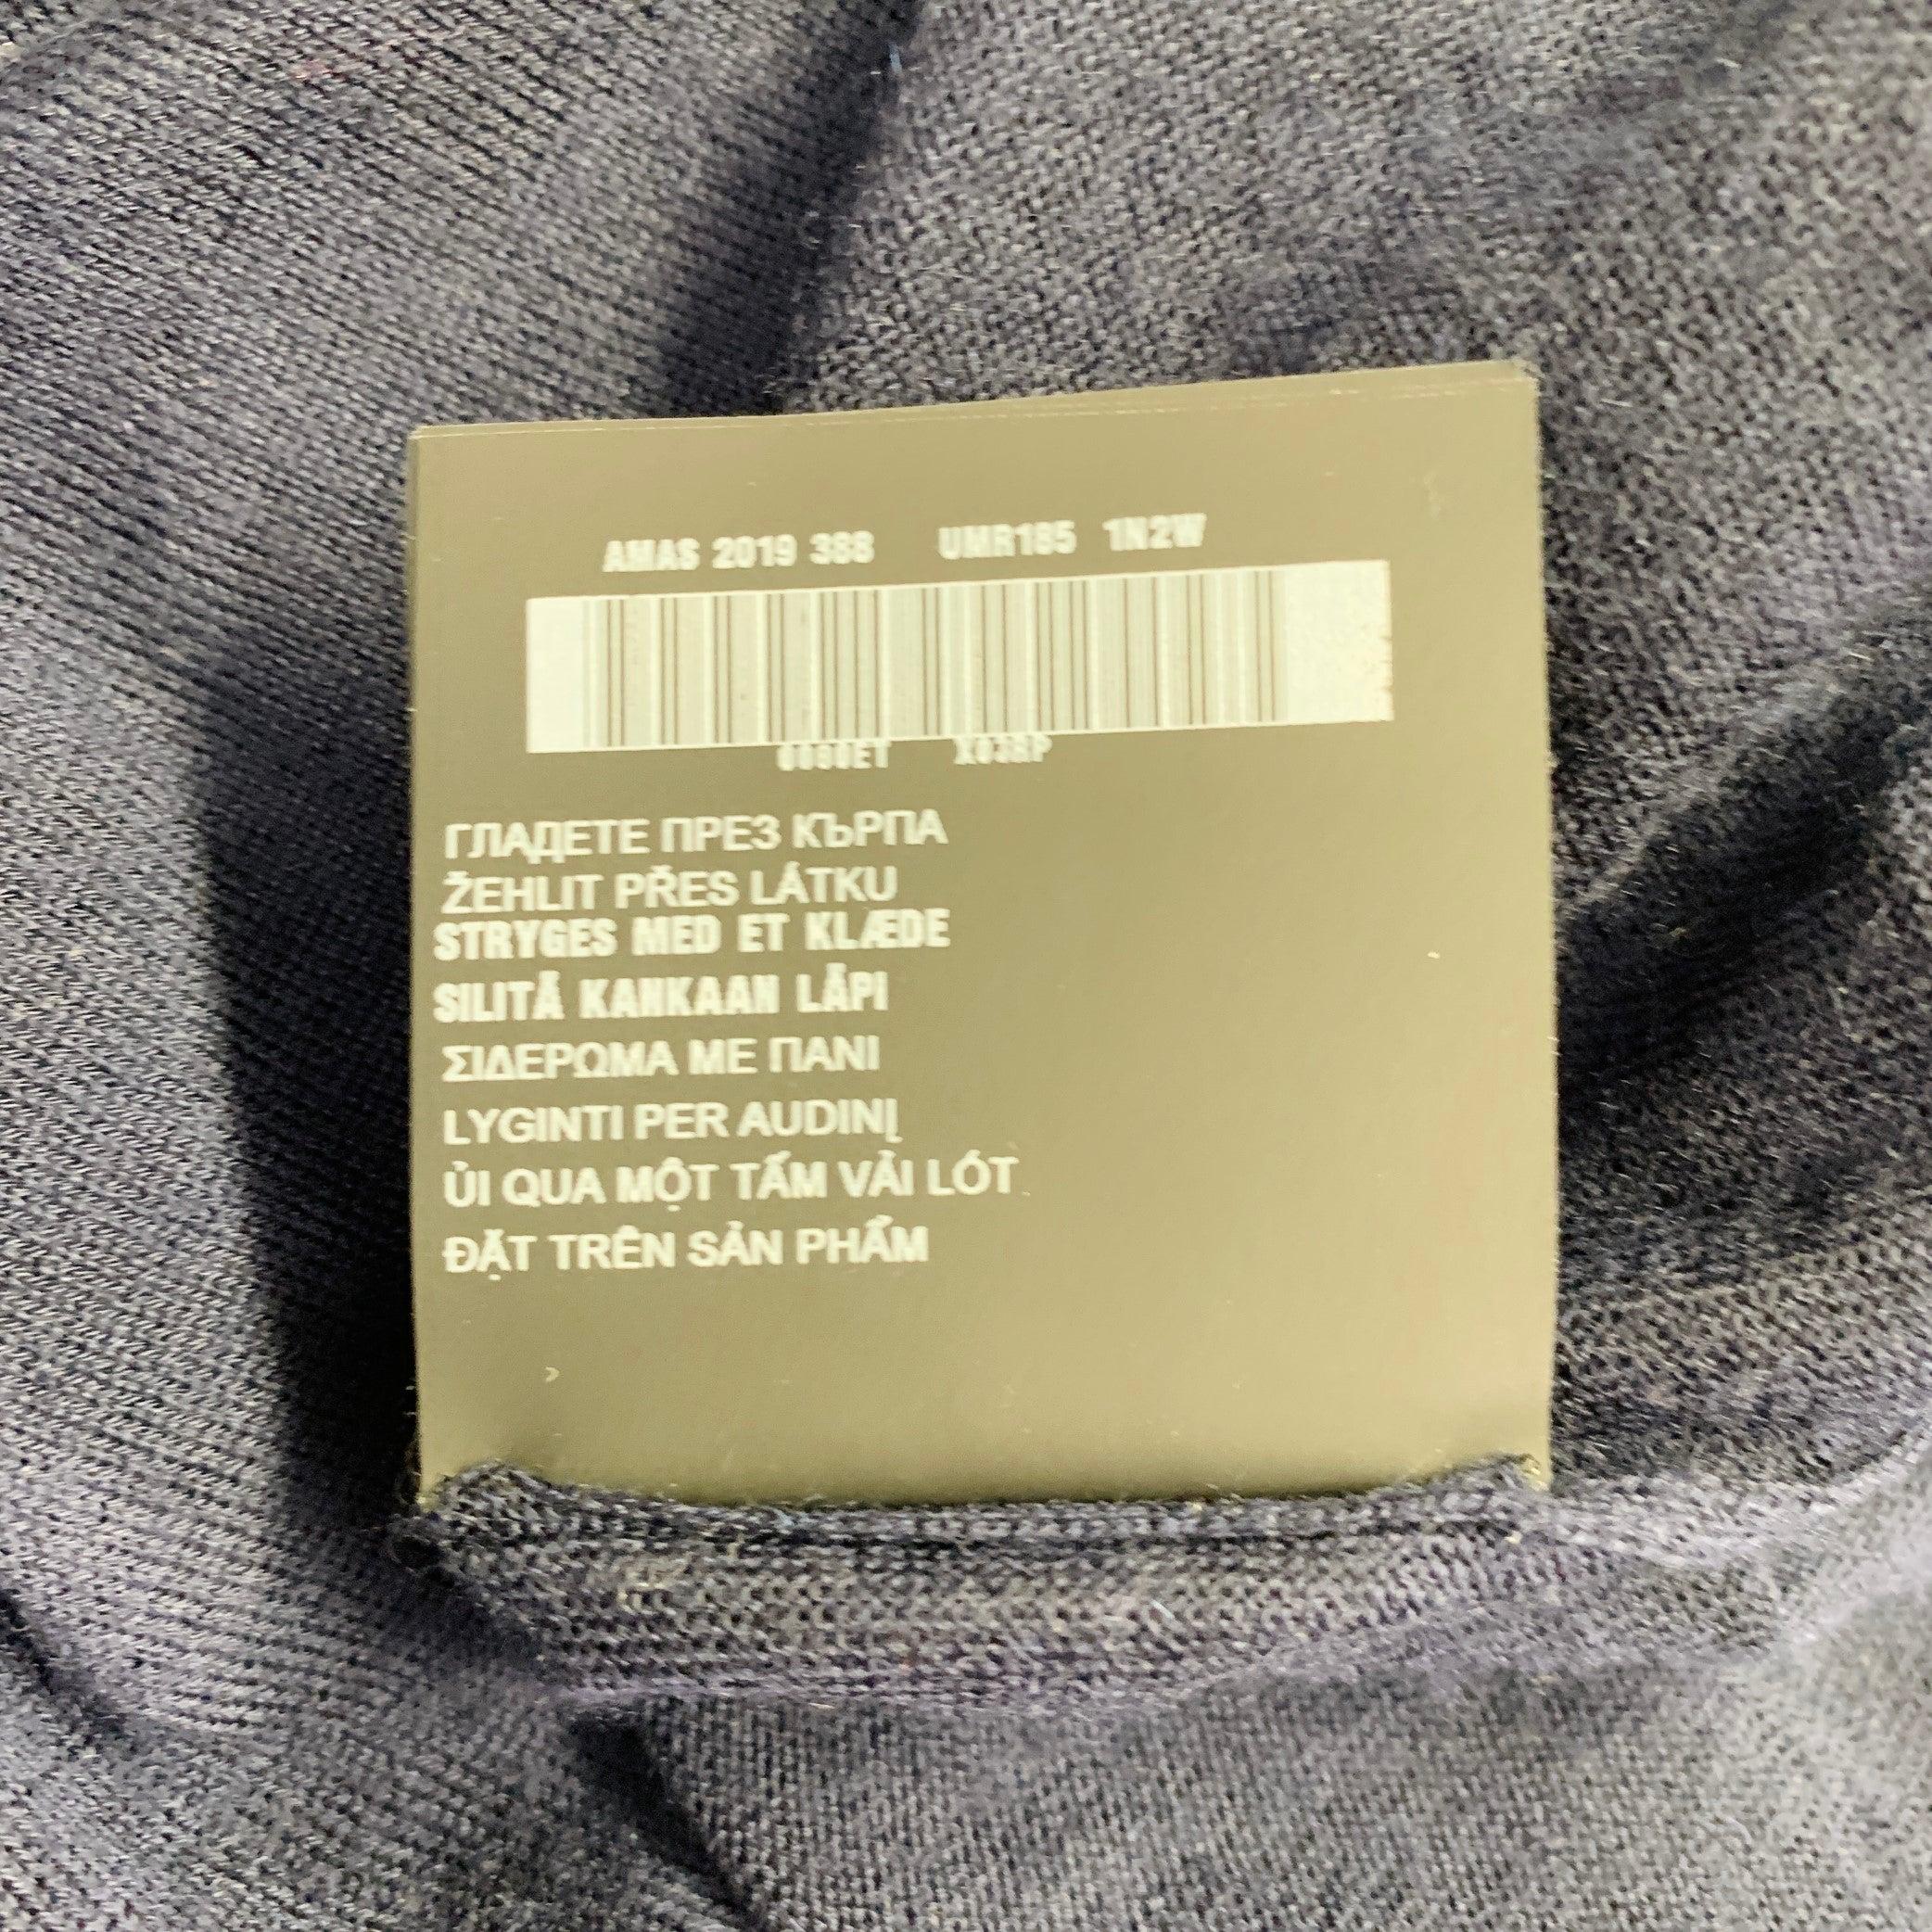 AMAS 2019 388 UMR185 1N2W
ГЛАДЕТЕ ПРЕЗ КЪРПА
ŽEHLIT PŘES LÁTKU
STRYGES MED ET KLÆDE
SILITÄ KANKAAN LÄPI
ΣΙΔΕΡΩΜΑ ΜΕ ΠΑΝΙ
LYGINTI PER AUDINĮ
ỦI QUA MỘT TẤM VẢI LÓT
ĐẶT TRÊN SẢN PHẨM